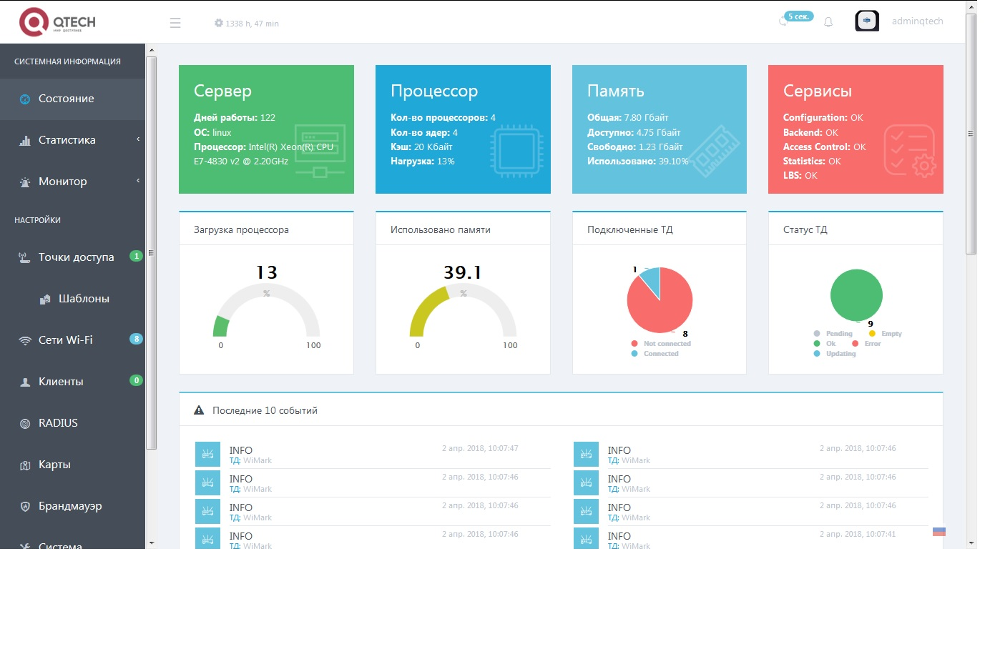 QTECH
МИР ДОСТУПНЕЕ
1338 h, 47 min
5 сек.
adminqtech
СИСТЕМНАЯ ИНФОРМАЦИЯ
Состояние
Статистика
Монитор
НАСТРОЙКИ
Точки доступа 1
Шаблоны
Сети Wi-Fi 8
Клиенты 0
RADIUS
Карты
Брандмауэр
Система
Сервер
Дней работы: 122
ОС: linux
Процессор: Intel(R) Xeon(R) CPU
E7-4830 v2 @ 2.20GHz
Процессор
Кол-во процессоров: 4
Кол-во ядер: 4
Кэш: 20 Кбайт
Нагрузка: 13%
Память
Общая: 7.80 Гбайт
Доступно: 4.75 Гбайт
Свободно: 1.23 Гбайт
Использовано: 39.10%
Сервисы
Configuration: OK
Backend: OK
Access Control: OK
Statistics: OK
LBS: OK
Загрузка процессора
13
%
0 100
Использовано памяти
39.1
%
0 100
Подключенные ТД
1
8
Not connected
Connected
Статус ТД
9
Pending Empty
Ok Error
Updating
Последние 10 событий
INFO 2 апр. 2018, 10:07:47
ТД: WiMark
INFO 2 апр. 2018, 10:07:46
ТД: WiMark
INFO 2 апр. 2018, 10:07:46
ТД: WiMark
INFO 2 апр. 2018, 10:07:46
ТД: WiMark
INFO 2 апр. 2018, 10:07:46
ТД: WiMark
INFO 2 апр. 2018, 10:07:46
ТД: WiMark
INFO 2 апр. 2018, 10:07:46
ТД: WiMark
INFO 2 апр. 2018, 10:07:41
ТД: WiMark